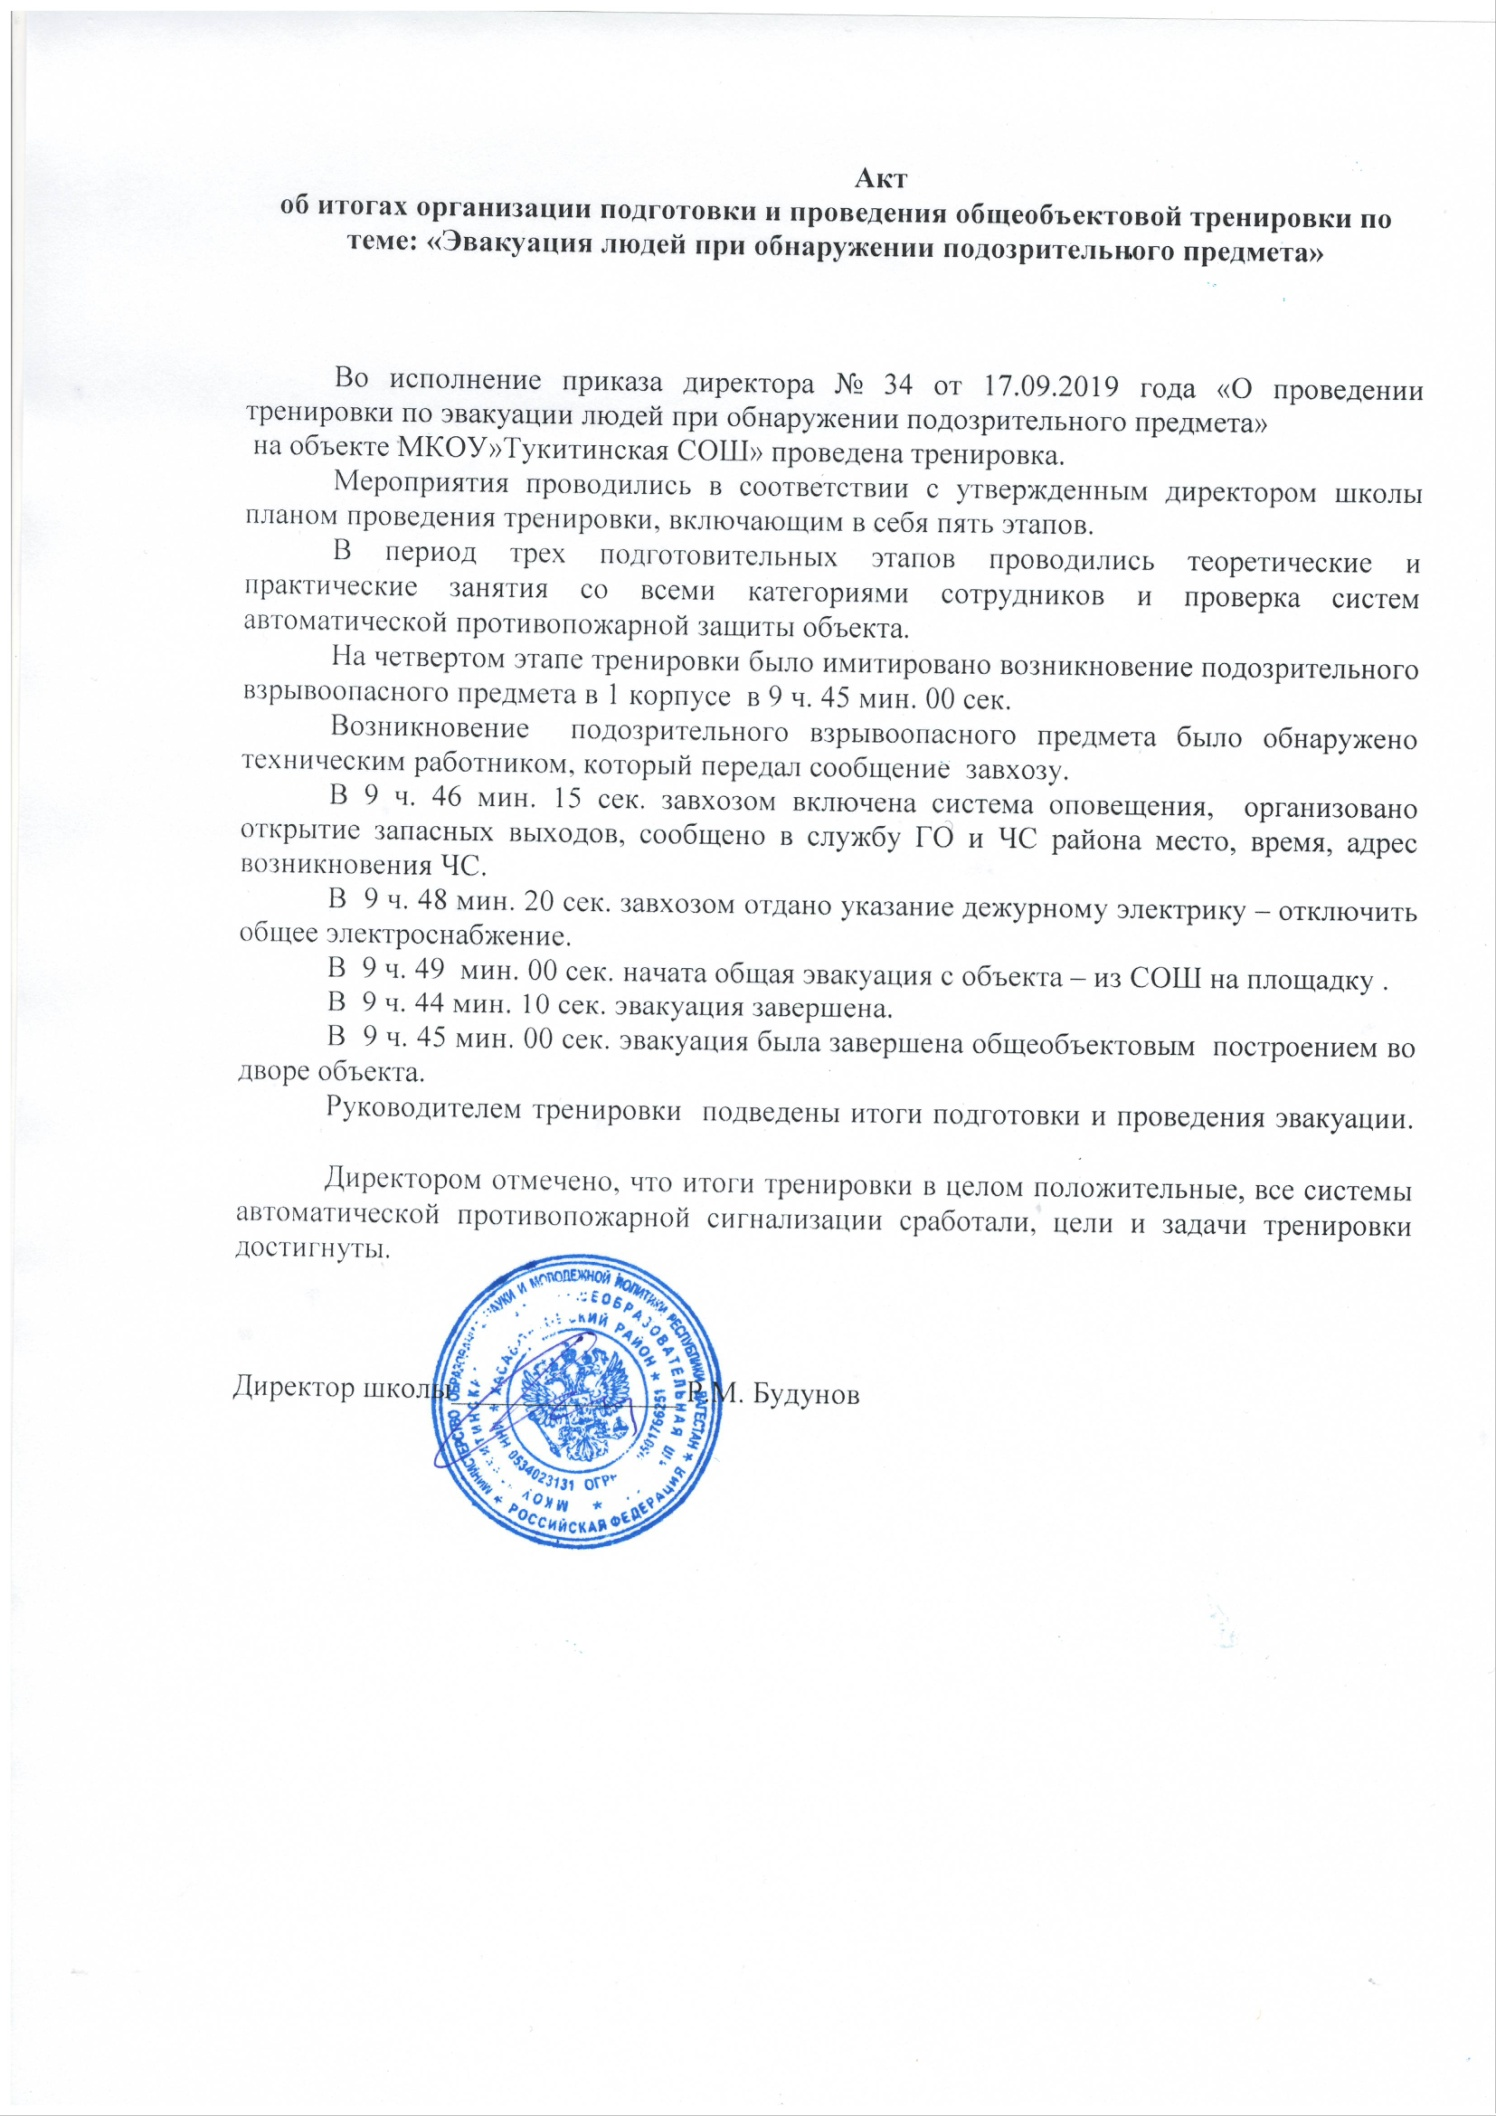 Акт
об итогах организации подготовки и проведения общеобъектовой тренировки по
теме: «Эвакуация людей при обнаружении подозрительного предмета»
Во исполнение приказа директора № 34 от 17.09.2019 года «О проведении
тренировки по эвакуации людей при обнаружении подозрительного предмета»
на объекте МКОУ»Тукитинская СОШ» проведена тренировка.
Мероприятия проводились в соответствии с утвержденным директором школы
планом проведения тренировки, включающим в себя пять этапов.
В период трех подготовительных этапов проводились теоретические и
практические занятия со всеми категориями сотрудников и проверка систем
автоматической противопожарной защиты объекта.
На четвертом этапе тренировки было имитировано возникновение подозрительного
взрывоопасного предмета в 1 корпусе в 9 ч. 45 мин. 00 сек.
Возникновение подозрительного взрывоопасного предмета было обнаружено
техническим работником, который передал сообщение завхозу.
В 9 ч. 46 мин. 15 сек. завхозом включена система оповещения, организовано
открытие запасных выходов, сообщено в службу ГО и ЧС района место, время, адрес
возникновения ЧС.
В 9 ч. 48 мин. 20 сек. завхозом отдано указание дежурному электрику – отключить
общее электроснабжение.
В 9 ч. 49 мин. 00 сек. начата общая эвакуация с объекта – из СОШ на площадку .
В 9 ч. 44 мин. 10 сек. эвакуация завершена.
В 9 ч. 45 мин. 00 сек. эвакуация была завершена общеобъектовым построением во
дворе объекта.
Руководителем тренировки подведены итоги подготовки и проведения эвакуации.
Директором отмечено, что итоги тренировки в целом положительные, все системы
автоматической противопожарной сигнализации сработали, цели и задачи тренировки
достигнуты.
Директор школы Р.М. Будунов
И МОЛОДЕЖНОЙ ПОЛИТИКИ РЕСПУБЛИКИ ДАГЕСТАН * РОССИЙСКАЯ ФЕДЕРАЦИЯ * МИНИСТЕРСТВО
РАЙОН *
* ИНН 0534023131
МКОУ *